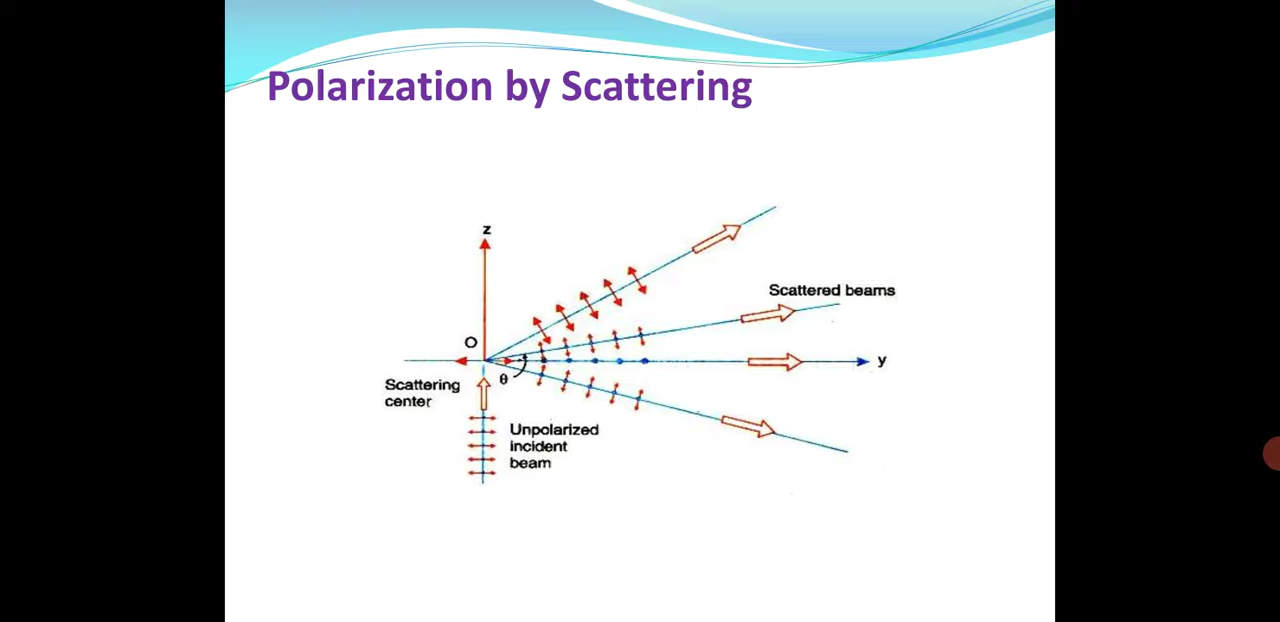 Polarization by Scattering
z
Scattered beams
O
y
θ
Scattering
center
Unpolarized
incident
beam